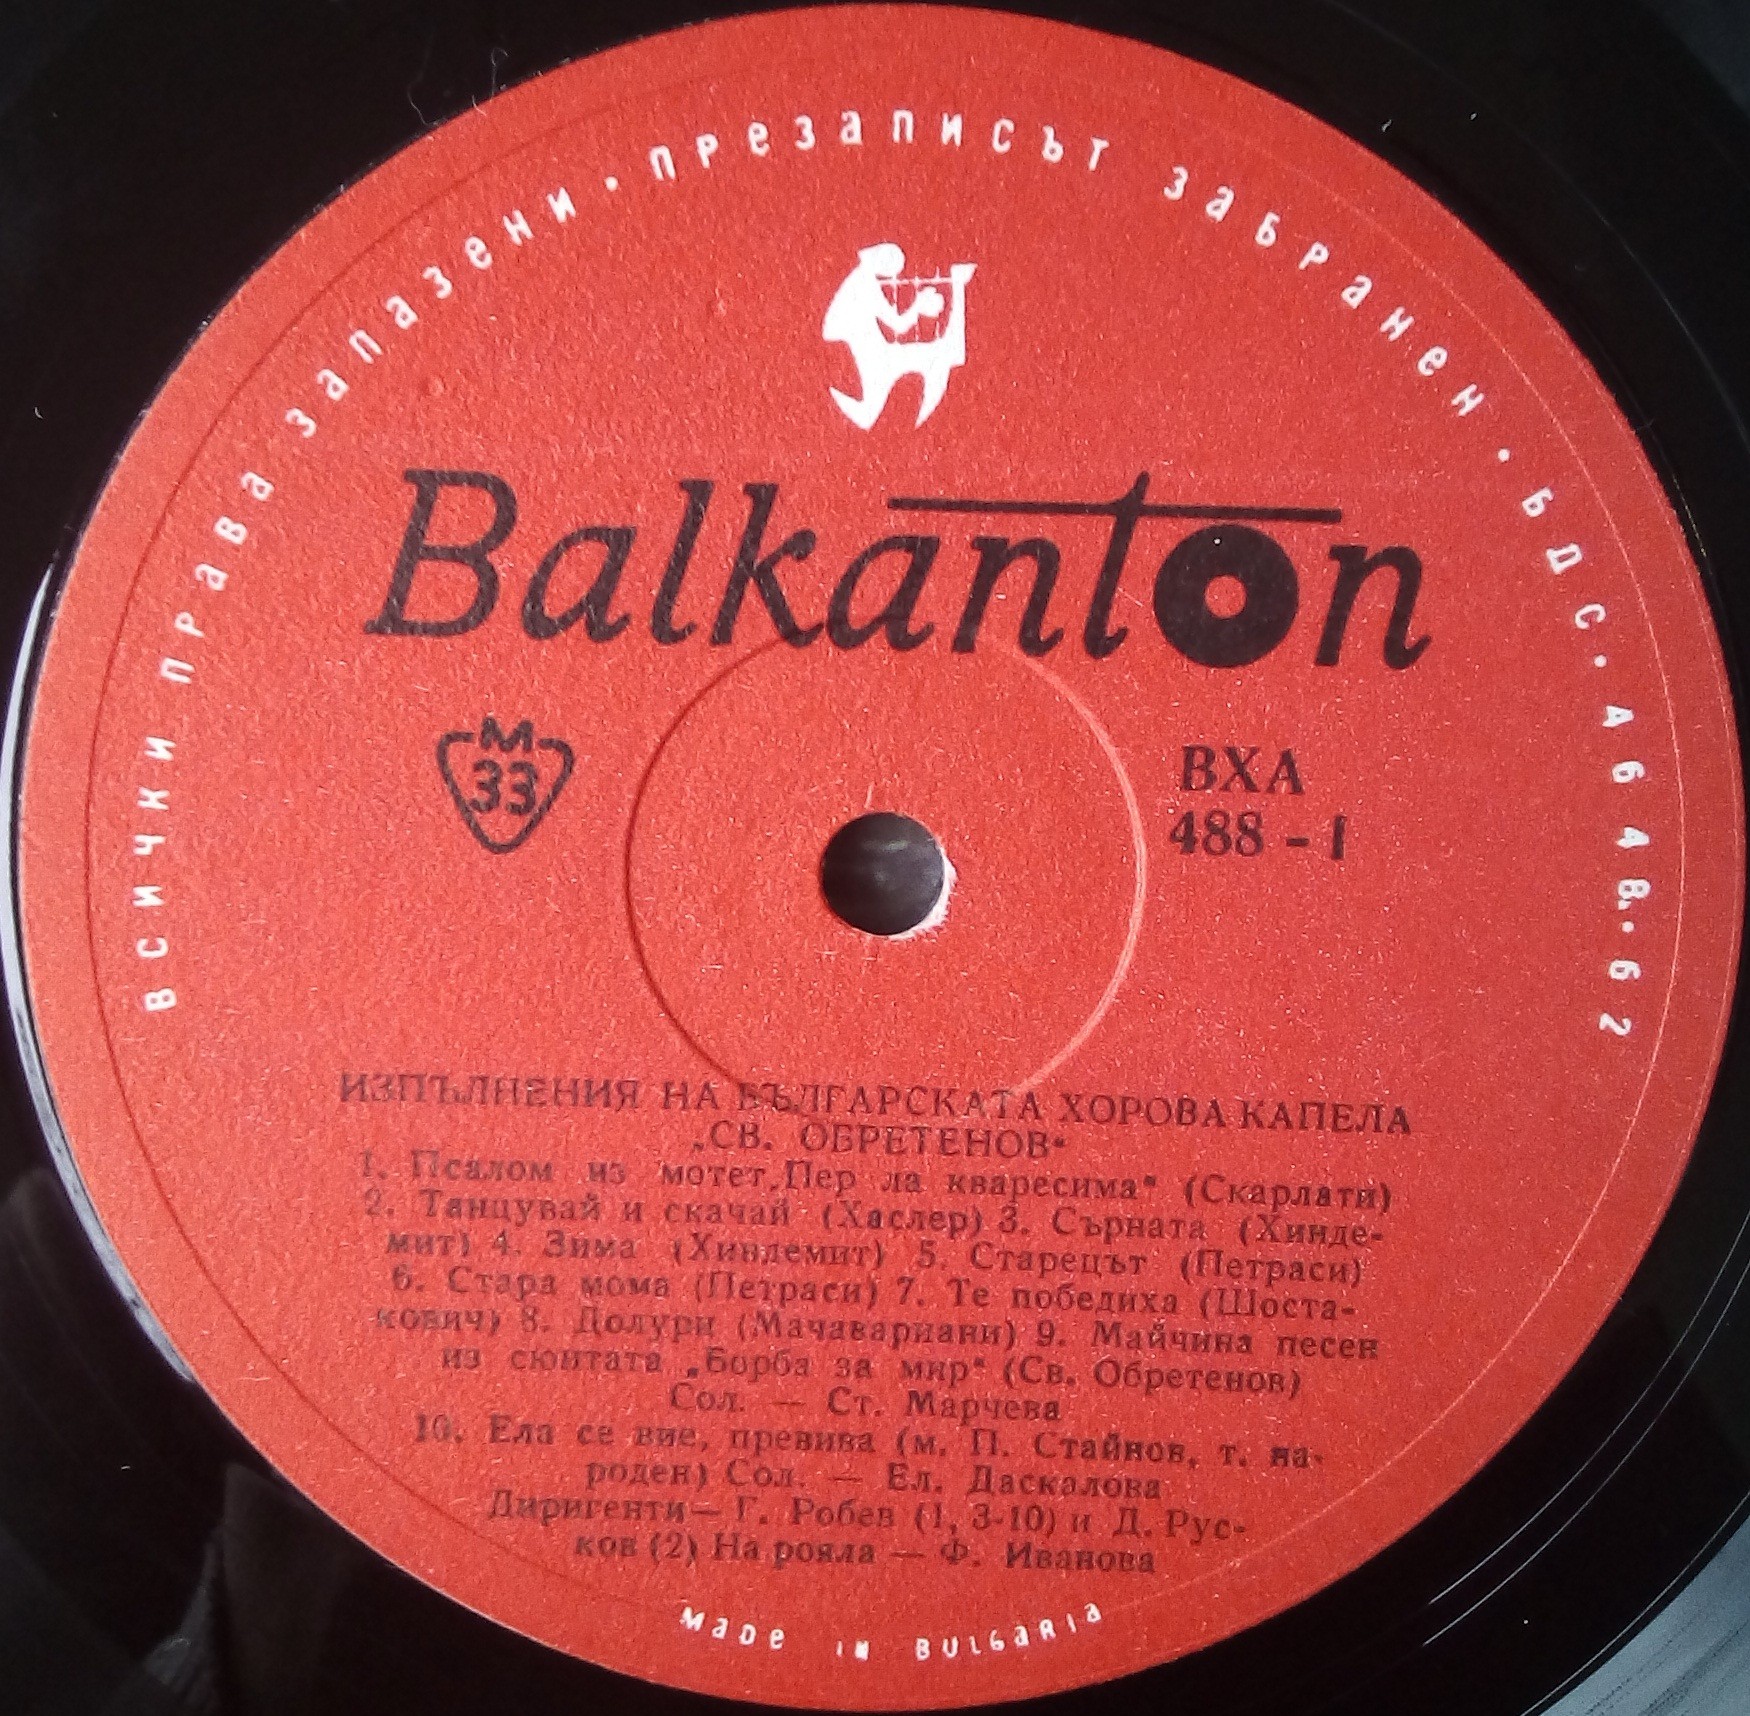 Всички права запазени · презаписът забранен · БДС · 4648 · 62
Balkanton
М
33
ВХА
488 - I
ИЗПЪЛНЕНИЯ НА БЪЛГАРСКАТА ХОРОВА КАПЕЛА
„СВ. ОБРЕТЕНОВ“
1. Псалом из мотет „Пер ла кваресима“ (Скарлати)
2. Танцувай и скачай (Хаслер) 3. Сърната (Хинде-
мит) 4. Зима (Хиндемит) 5. Старецът (Петраси)
6. Стара мома (Петраси) 7. Те победиха (Шоста-
кович) 8. Долури (Мачавариани) 9. Майчина песен
из сюитата „Борба за мир“ (Св. Обретенов)
Сол. — Ст. Марчева
10. Ела се вие, превива (м. П. Стайнов, т. на-
роден) Сол. — Ел. Даскалова
Диригенти — Г. Робев (1, 3-10) и Д. Рус-
ков (2) На рояла — Ф. Иванова
MADE IN BULGARIA